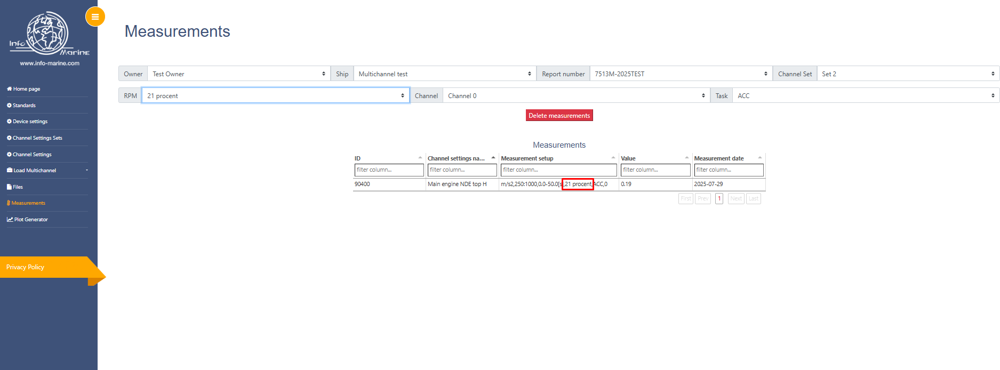 Info
Marine
www.info-marine.com
Home page
Standards
Device settings
Channel Settings Sets
Channel Settings
Load Multichannel
Files
Measurements
Plot Generator
Privacy Policy
Measurements
Owner Test Owner Ship Multichannel test Report number 7513M-2025TEST Channel Set Set 2
RPM 21 procent Channel Channel 0 Task ACC
Delete measurements
Measurements
ID Channel settings na... Measurement setup Value Measurement date
filter column... filter column... filter column... filter column... filter column...
90400 Main engine NDE top H m/s2,250:1000,0.0-50.0[s],21 procent,ACC,0 0.19 2025-07-29
First Prev 1 Next Last